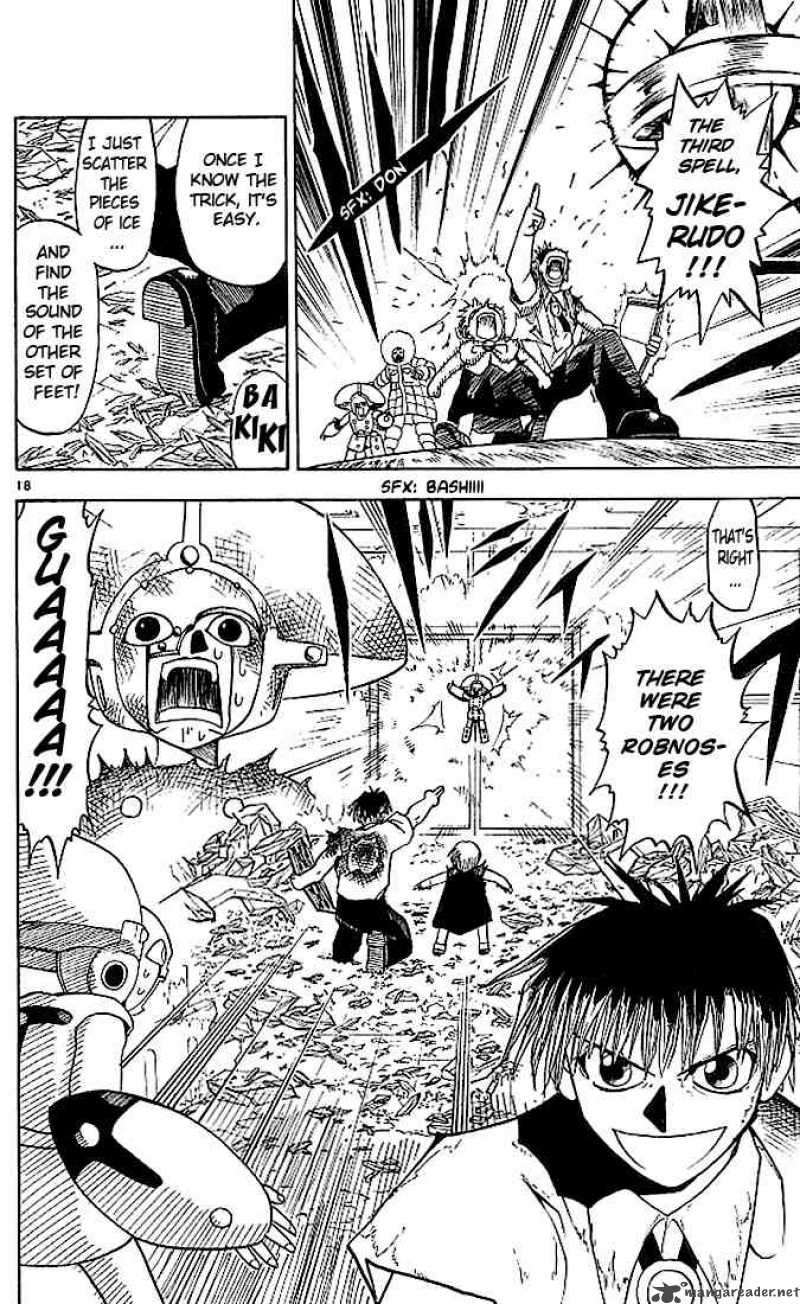 THE
THIRD
SPELL,
JIKE-
RUDO
!!!
SFX: DON
ONCE I
KNOW THE
TRICK, IT'S
EASY.
I JUST
SCATTER
THE
PIECES
OF ICE
...
AND
FIND
THE
SOUND
OF THE
OTHER
SET OF
FEET!
BA
KIKI
18
SFX: BASHIIII
THAT'S
RIGHT
...
THERE
WERE
TWO
ROBNOS-
ES
!!!
GUAAAAAA!!!
mangareader.net